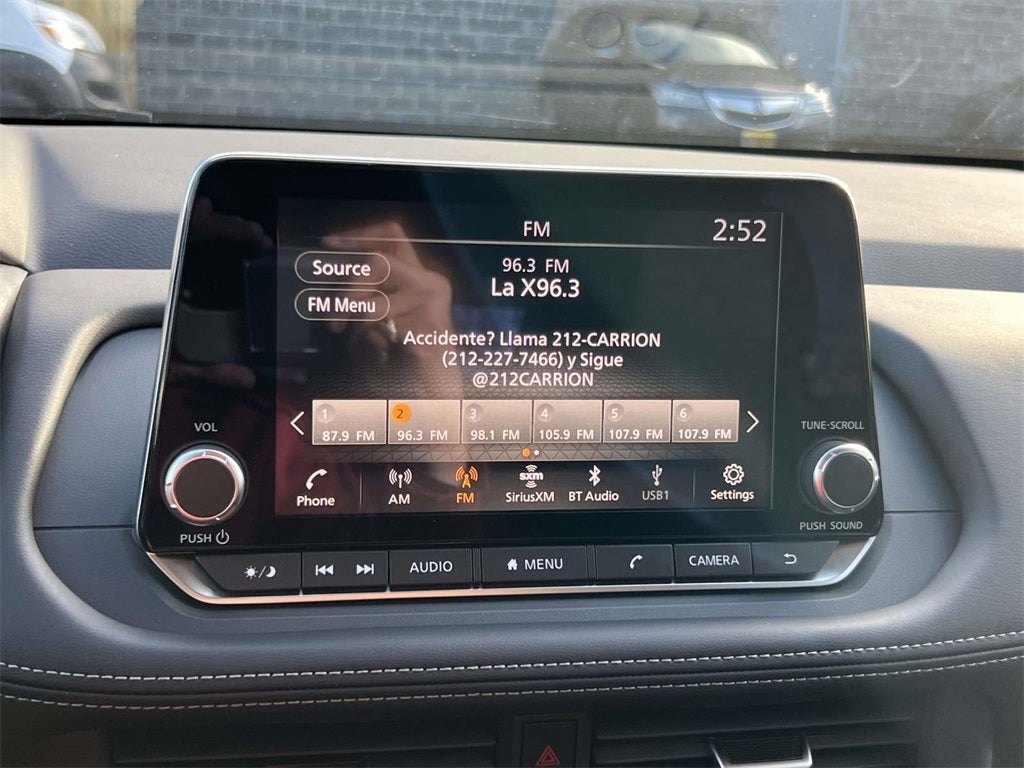 FM 2:52
Source
96.3 FM
La X96.3
FM Menu
Accidente? Llama 212-CARRION
(212-227-7466) y Sigue
@212CARRION
1 2 3 4 5 6
87.9 FM 96.3 FM 98.1 FM 105.9 FM 107.9 FM 107.9 FM
VOL
TUNE·SCROLL
Phone AM FM sxm SiriusXM BT Audio USB1 Settings
PUSH
PUSH SOUND
AUDIO MENU CAMERA